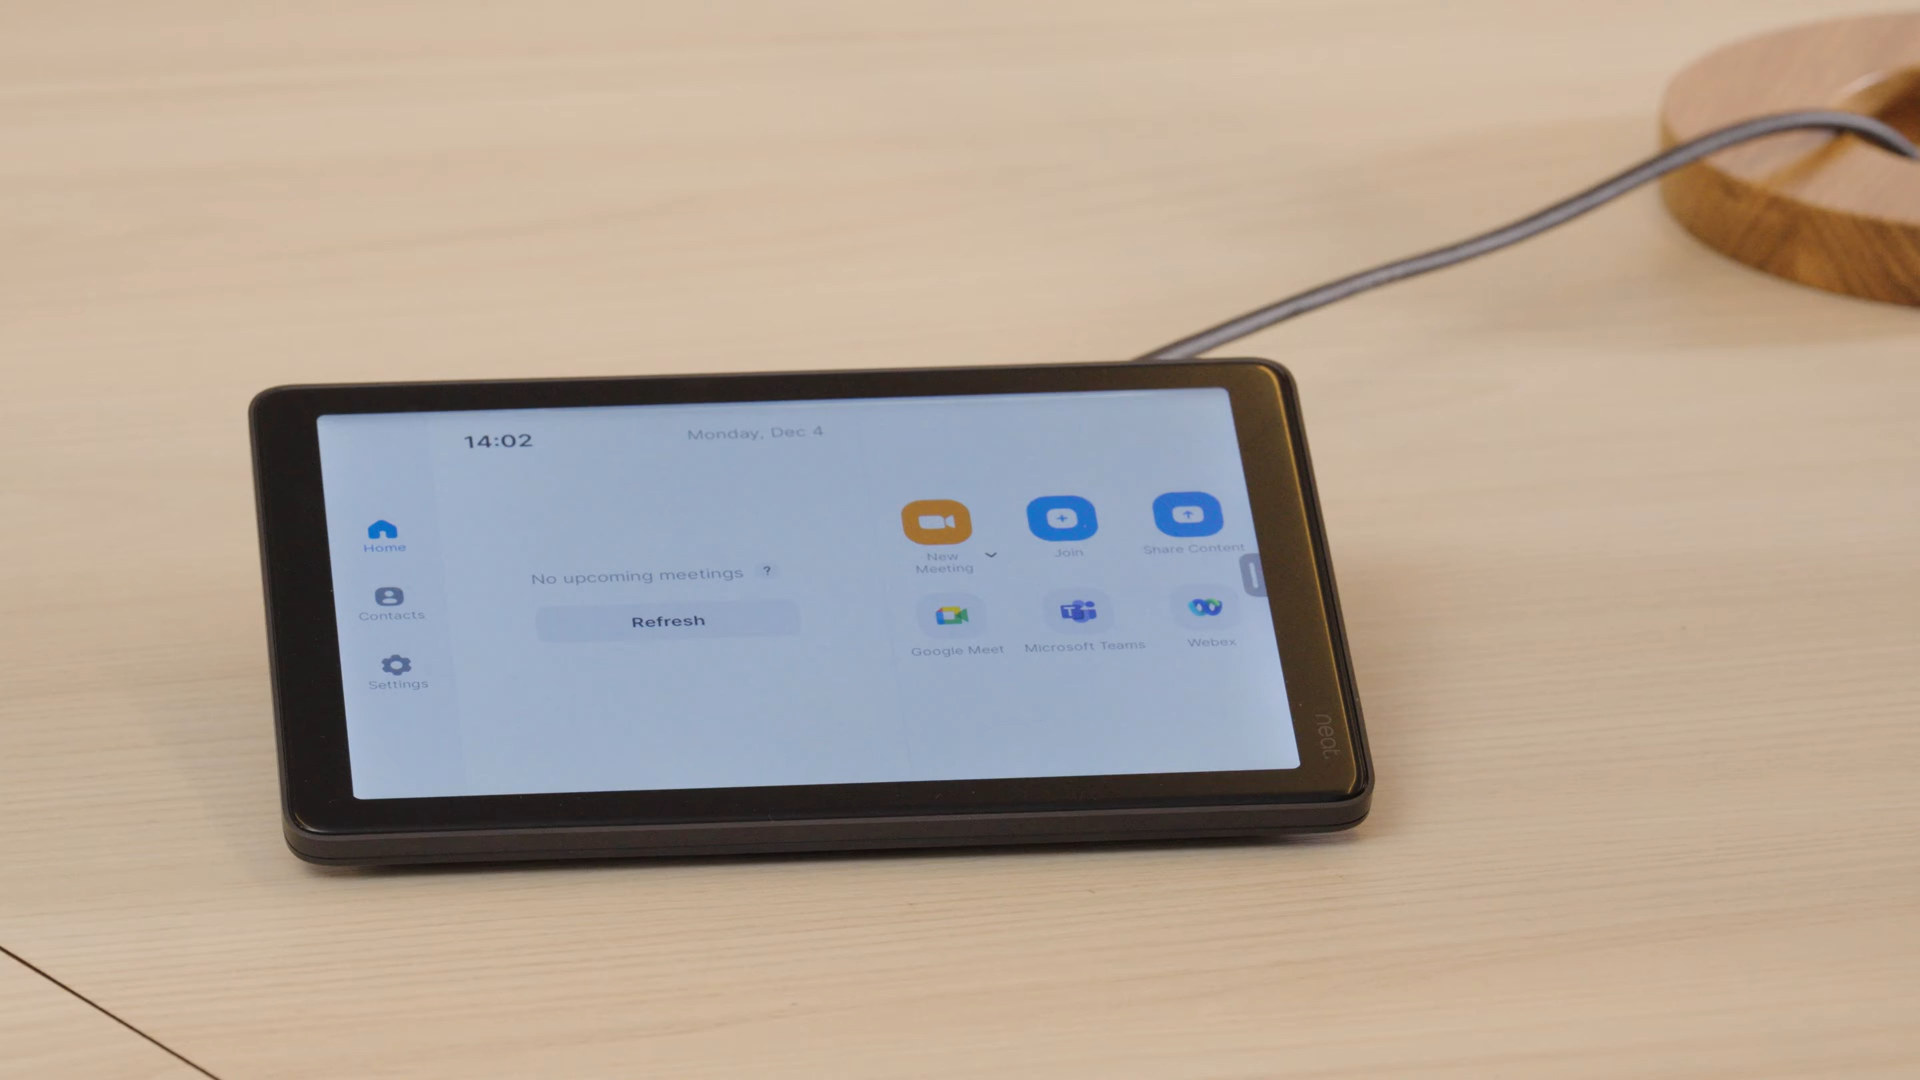 14:02
Monday, Dec 4
Home
Contacts
Settings
No upcoming meetings ?
Refresh
New
Meeting
Join
Share Content
Google Meet
Microsoft Teams
Webex
neat.